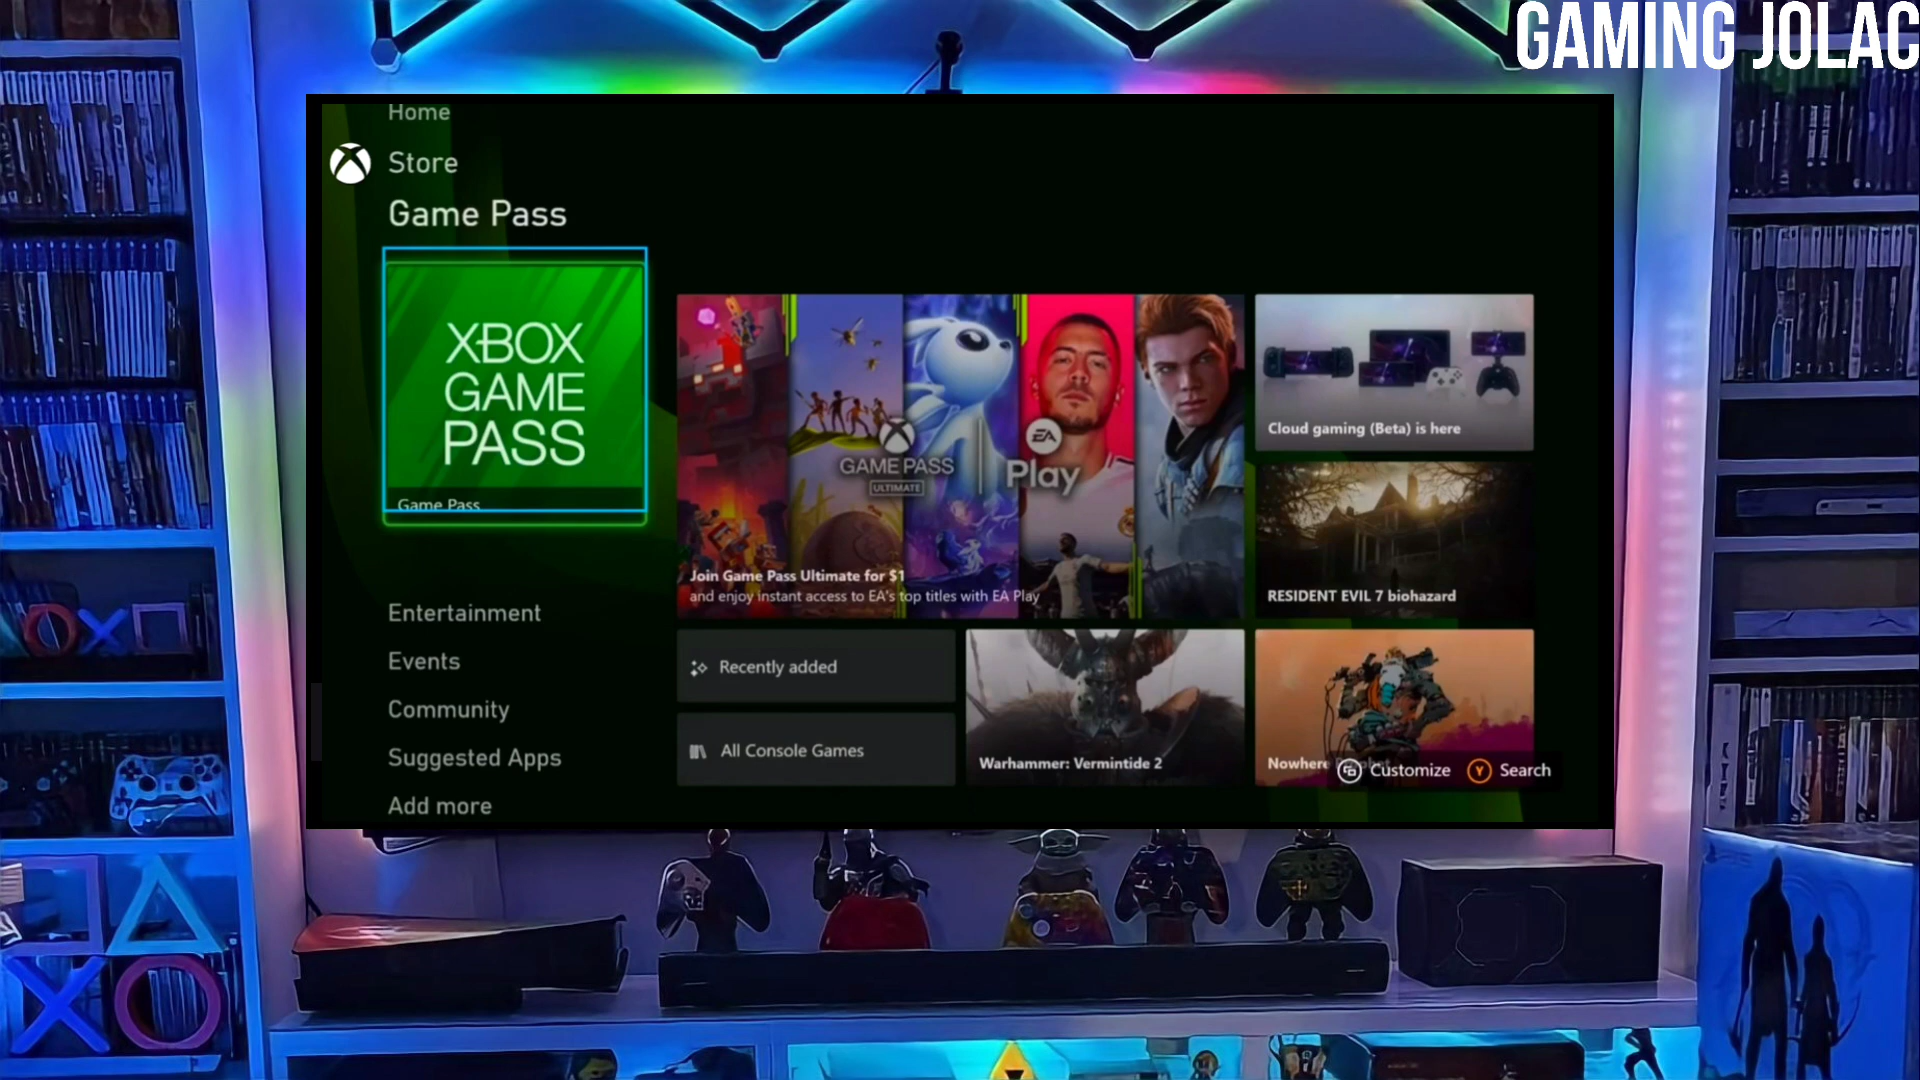 GAMING JOLAC
Home
Store
Game Pass
XBOX
GAME
PASS
Game Pass
GAME PASS
ULTIMATE
EA
Play
Join Game Pass Ultimate for $1
and enjoy instant access to EA's top titles with EA Play
Cloud gaming (Beta) is here
RESIDENT EVIL 7 biohazard
Entertainment
Events
Community
Suggested Apps
Add more
Recently added
All Console Games
Warhammer: Vermintide 2
Nowhere
Customize
Y Search